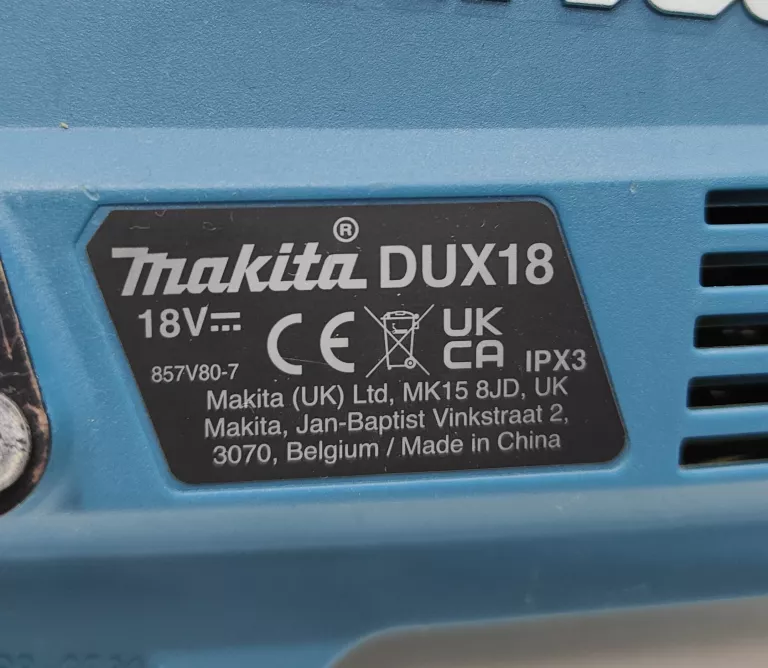 makita® DUX18
18V
CE UK CA IPX3
857V80-7
Makita (UK) Ltd, MK15 8JD, UK
Makita, Jan-Baptist Vinkstraat 2,
3070, Belgium / Made in China